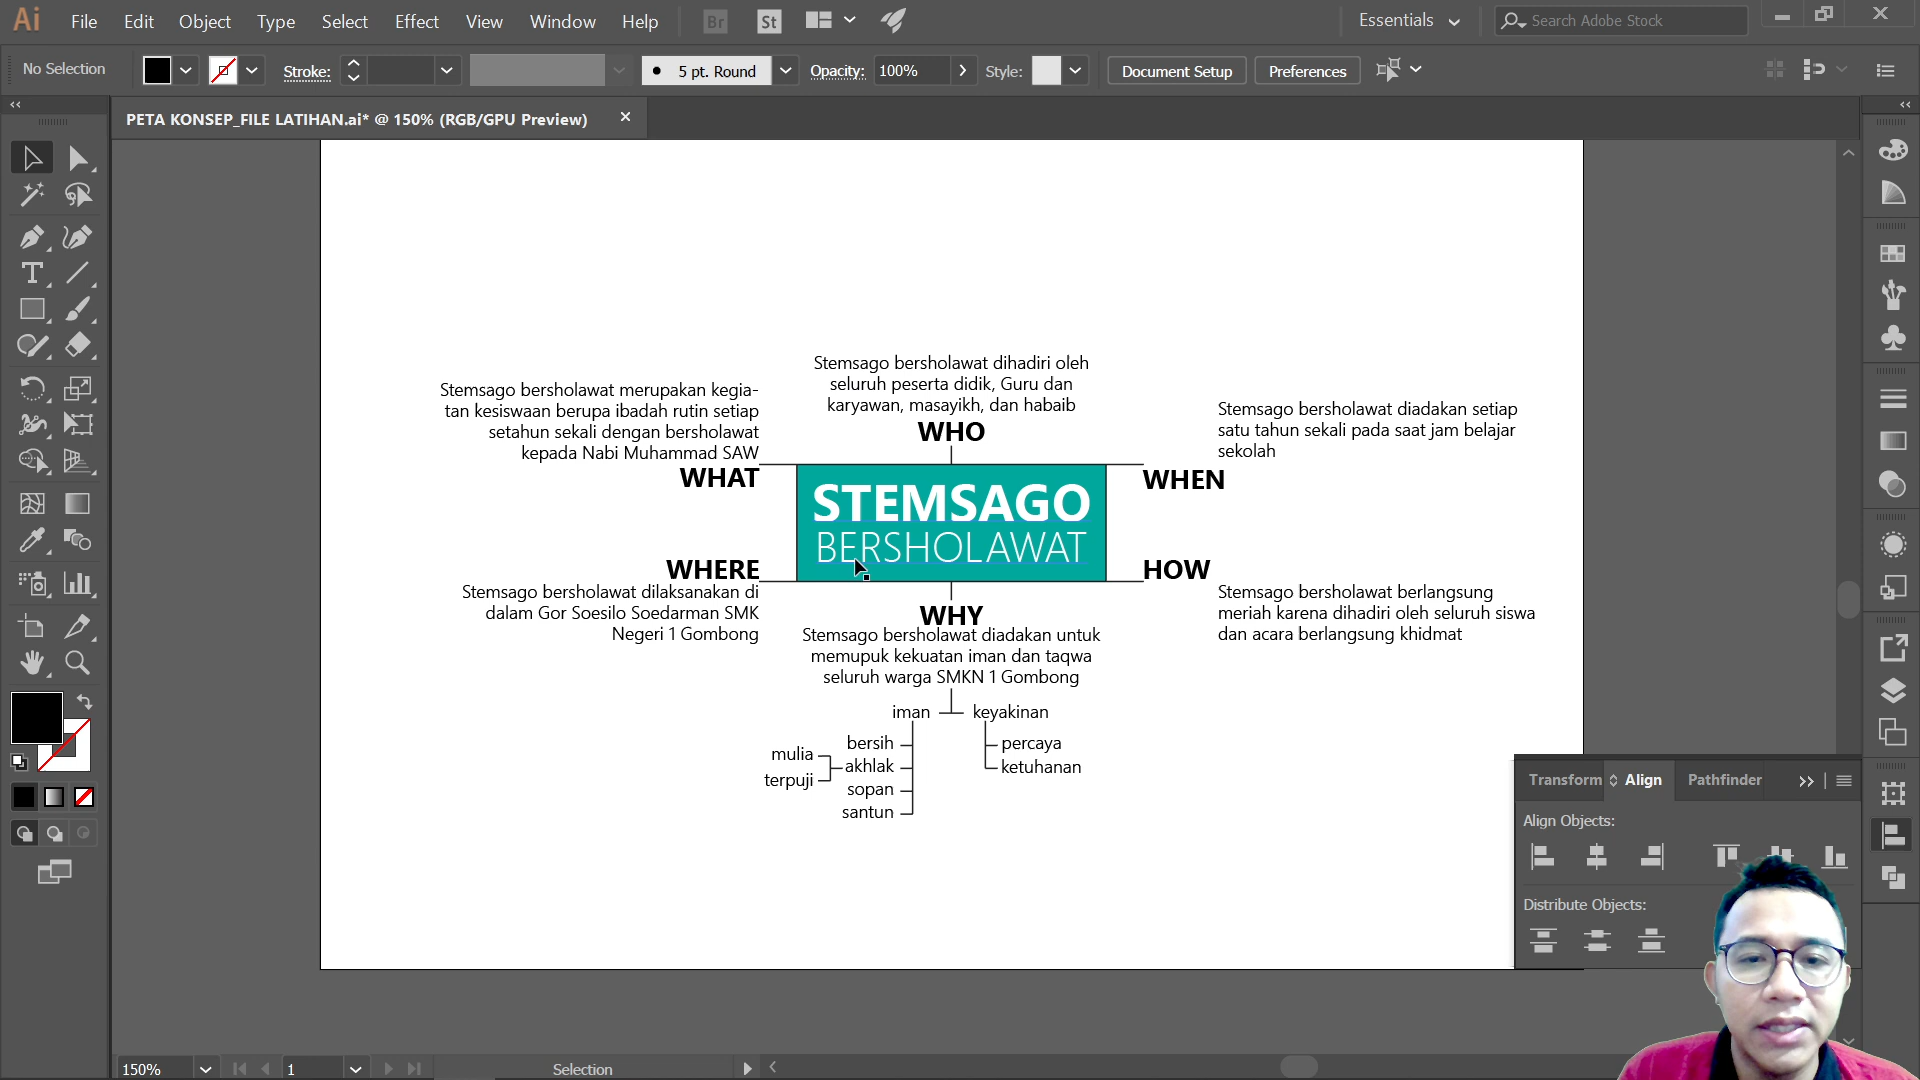 Ai File Edit Object Type Select Effect View Window Help Br St Essentials Search Adobe Stock
No Selection Stroke: 5 pt. Round Opacity: 100% Style: Document Setup Preferences
PETA KONSEP_FILE LATIHAN.ai* @ 150% (RGB/GPU Preview)
Stemsago bersholawat dihadiri oleh
seluruh peserta didik, Guru dan
karyawan, masayikh, dan habaib
WHO
Stemsago bersholawat merupakan kegia-
tan kesiswaan berupa ibadah rutin setiap
setahun sekali dengan bersholawat
kepada Nabi Muhammad SAW
WHAT
Stemsago bersholawat diadakan setiap
satu tahun sekali pada saat jam belajar
sekolah
WHEN
STEMSAGO
BERSHOLAWAT
WHERE
Stemsago bersholawat dilaksanakan di
dalam Gor Soesilo Soedarman SMK
Negeri 1 Gombong
HOW
Stemsago bersholawat berlangsung
meriah karena dihadiri oleh seluruh siswa
dan acara berlangsung khidmat
WHY
Stemsago bersholawat diadakan untuk
memupuk kekuatan iman dan taqwa
seluruh warga SMKN 1 Gombong
iman keyakinan
bersih percaya
mulia
akhlak ketuhanan
terpuji
sopan
santun
Transform Align Pathfinder
Align Objects:
Distribute Objects:
150% 1 Selection